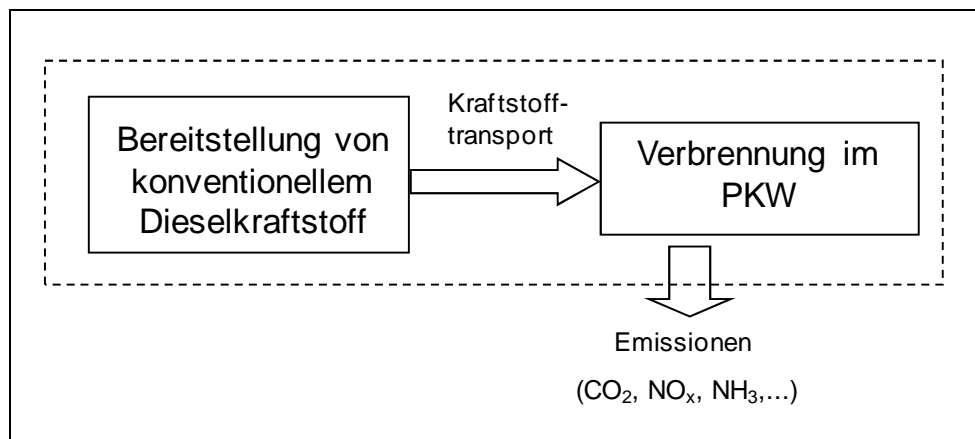 Bereitstellung von
konventionellem
Dieselkraftstoff
Kraftstoff-
transport
Verbrennung im
PKW
Emissionen
(CO₂, NOₓ, NH₃,...)